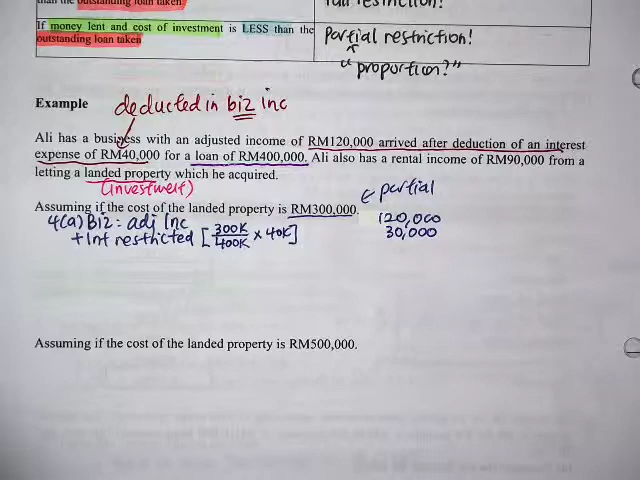 than the outstanding loan taken
full restriction!
If money lent and cost of investment is LESS than the
outstanding loan taken
Partial restriction!
"proportion?"
Example deducted in biz inc
Ali has a business with an adjusted income of RM120,000 arrived after deduction of an interest
expense of RM40,000 for a loan of RM400,000. Ali also has a rental income of RM90,000 from a
letting a landed property which he acquired.
(investment)
Assuming if the cost of the landed property is RM300,000. ← partial
4(a) Biz: adj Inc 120,000
+ Int restricted [300K/400K × 40K] 30,000
Assuming if the cost of the landed property is RM500,000.